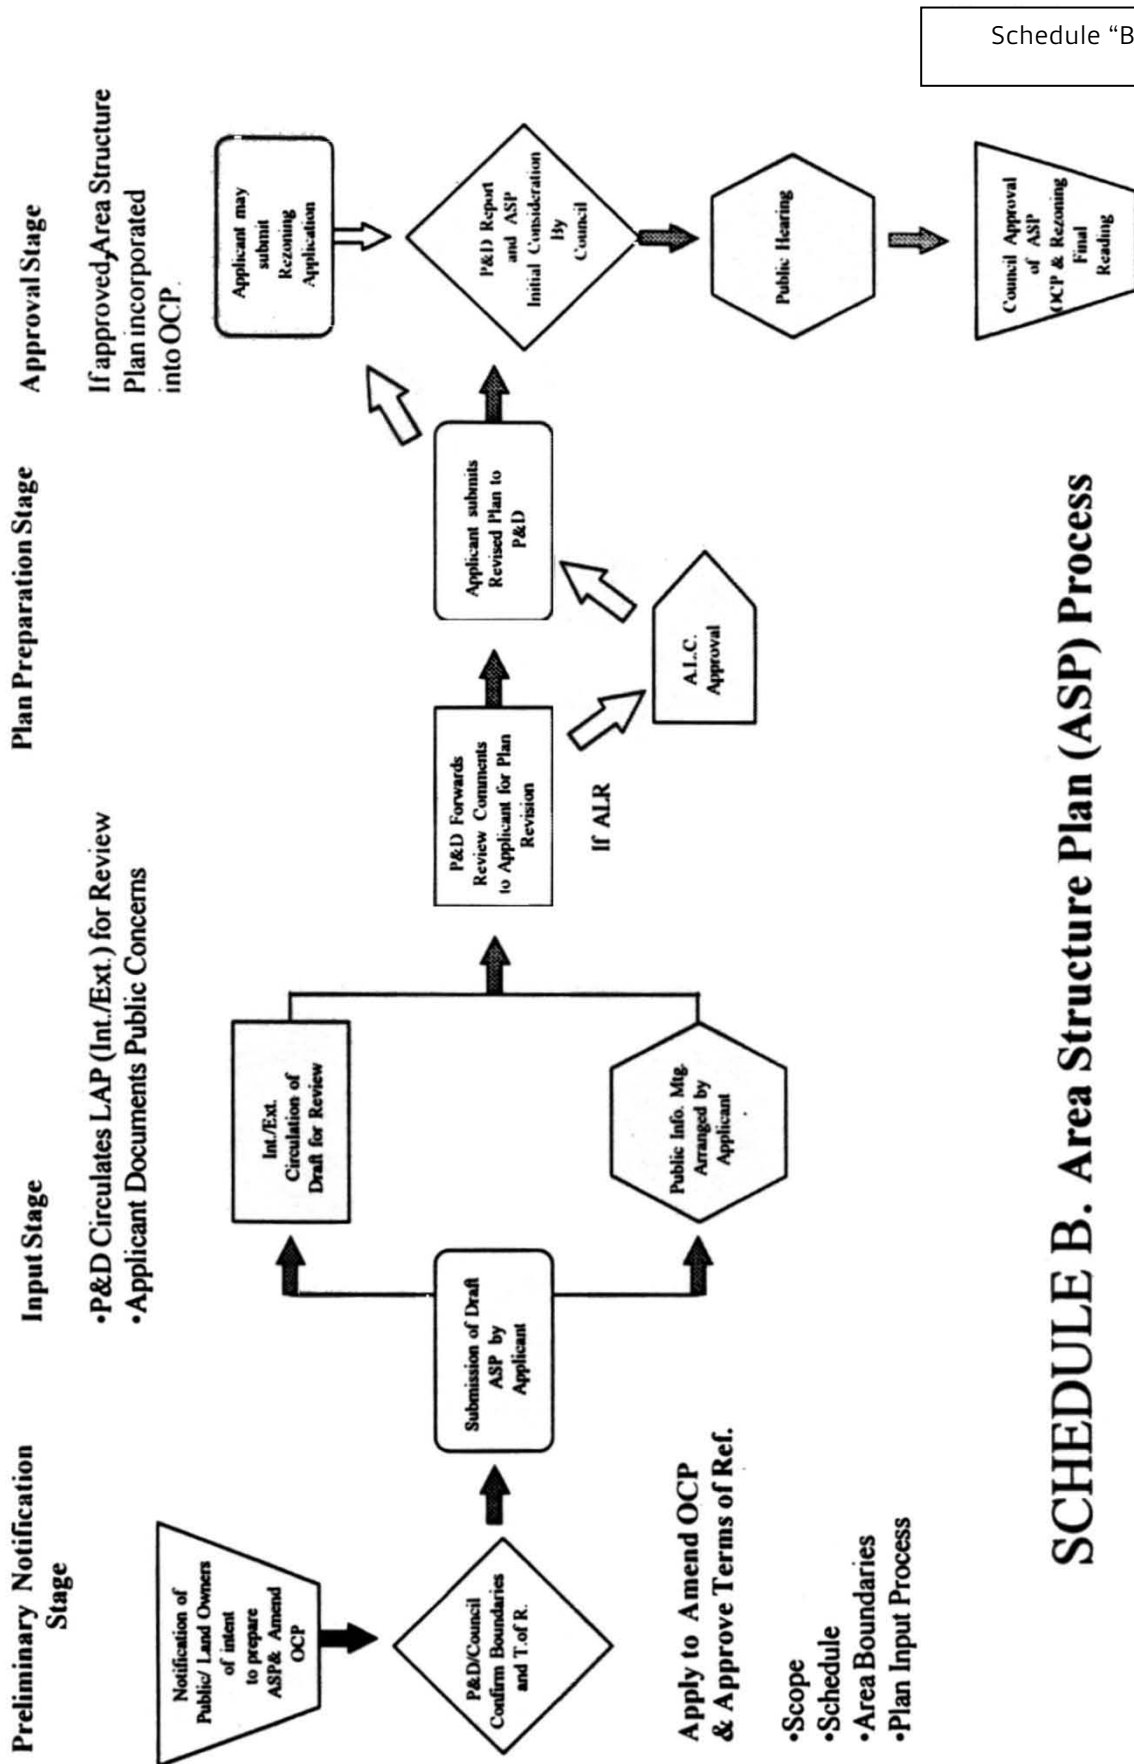 Schedule "B
Preliminary Notification
Stage
Input Stage
Plan Preparation Stage
Approval Stage
•P&D Circulates LAP (Int./Ext.) for Review
•Applicant Documents Public Concerns
If approved,Area Structure
Plan incorporated
into OCP.
Notification of
Public/ Land Owners
of intent
to prepare
ASP& Amend
OCP
P&D/Council
Confirm Boundaries
and T.of R.
Submission of Draft
ASP by
Applicant
Int./Ext.
Circulation of
Draft for Review
Public Info. Mtg.
Arranged by
Applicant
P&D Forwards
Review Comments
to Applicant for Plan
Revision
If ALR
A.L.C.
Approval
Applicant submits
Revised Plan to
P&D
Applicant may
submit
Rezoning
Application
P&D Report
and ASP
Initial Consideration
By
Council
Public Hearing
Council Approval
of ASP
OCP & Rezoning
Final
Reading
Apply to Amend OCP
& Approve Terms of Ref.
•Scope
•Schedule
•Area Boundaries
•Plan Input Process
SCHEDULE B. Area Structure Plan (ASP) Process